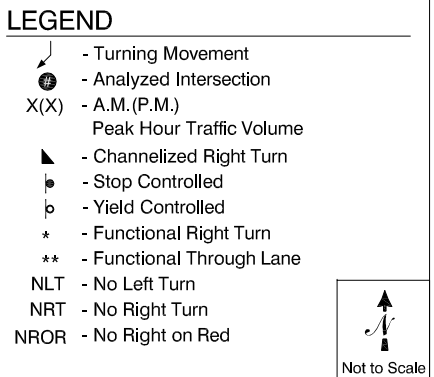 LEGEND
- Turning Movement
# - Analyzed Intersection
X(X) - A.M.(P.M.)
Peak Hour Traffic Volume
- Channelized Right Turn
- Stop Controlled
- Yield Controlled
* - Functional Right Turn
** - Functional Through Lane
NLT - No Left Turn
NRT - No Right Turn
NROR - No Right on Red
N
Not to Scale